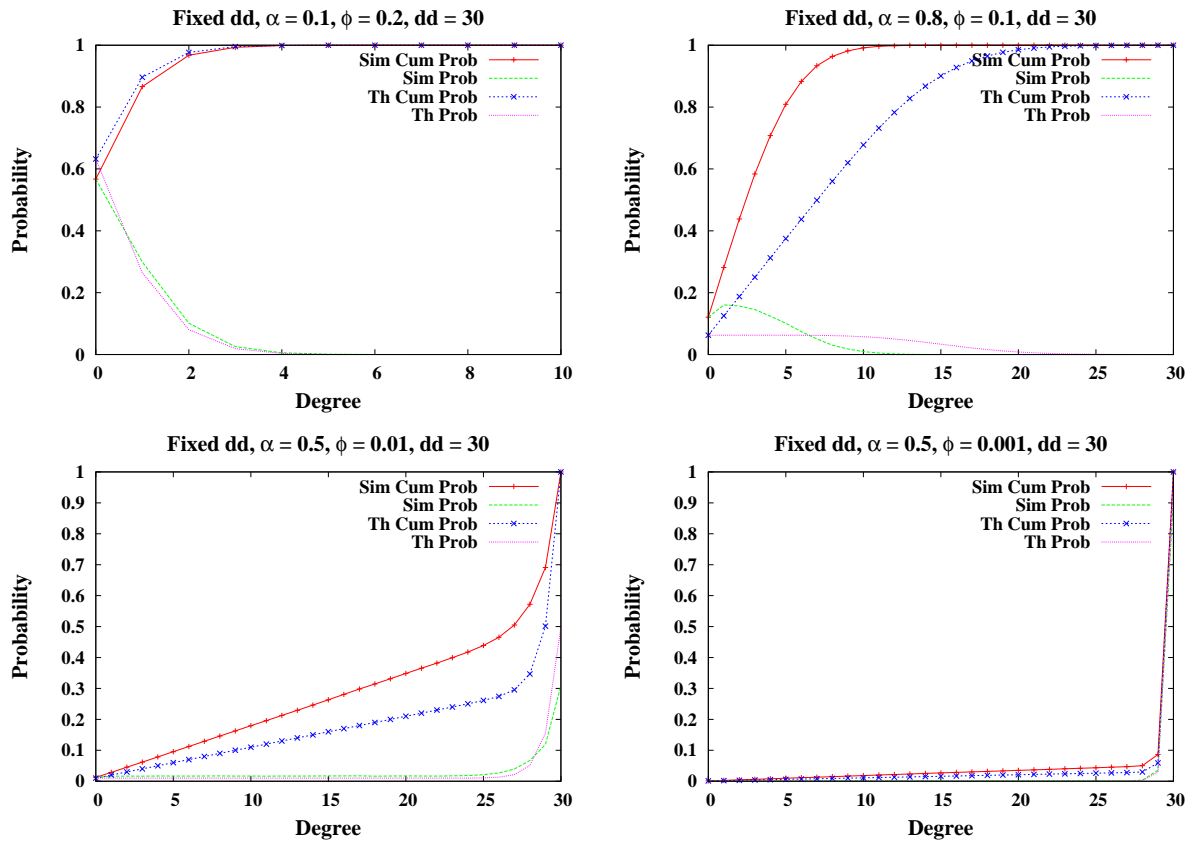 Fixed dd, α = 0.1, ϕ = 0.2, dd = 30
Probability
1
0.8
0.6
0.4
0.2
0
Sim Cum Prob
Sim Prob
Th Cum Prob
Th Prob
0 2 4 6 8 10
Degree
Fixed dd, α = 0.8, ϕ = 0.1, dd = 30
Probability
1
0.8
0.6
0.4
0.2
0
Sim Cum Prob
Sim Prob
Th Cum Prob
Th Prob
0 5 10 15 20 25 30
Degree
Fixed dd, α = 0.5, ϕ = 0.01, dd = 30
Probability
1
0.9
0.8
0.7
0.6
0.5
0.4
0.3
0.2
0.1
0
Sim Cum Prob
Sim Prob
Th Cum Prob
Th Prob
0 5 10 15 20 25 30
Degree
Fixed dd, α = 0.5, ϕ = 0.001, dd = 30
Probability
1
0.9
0.8
0.7
0.6
0.5
0.4
0.3
0.2
0.1
0
Sim Cum Prob
Sim Prob
Th Cum Prob
Th Prob
0 5 10 15 20 25 30
Degree